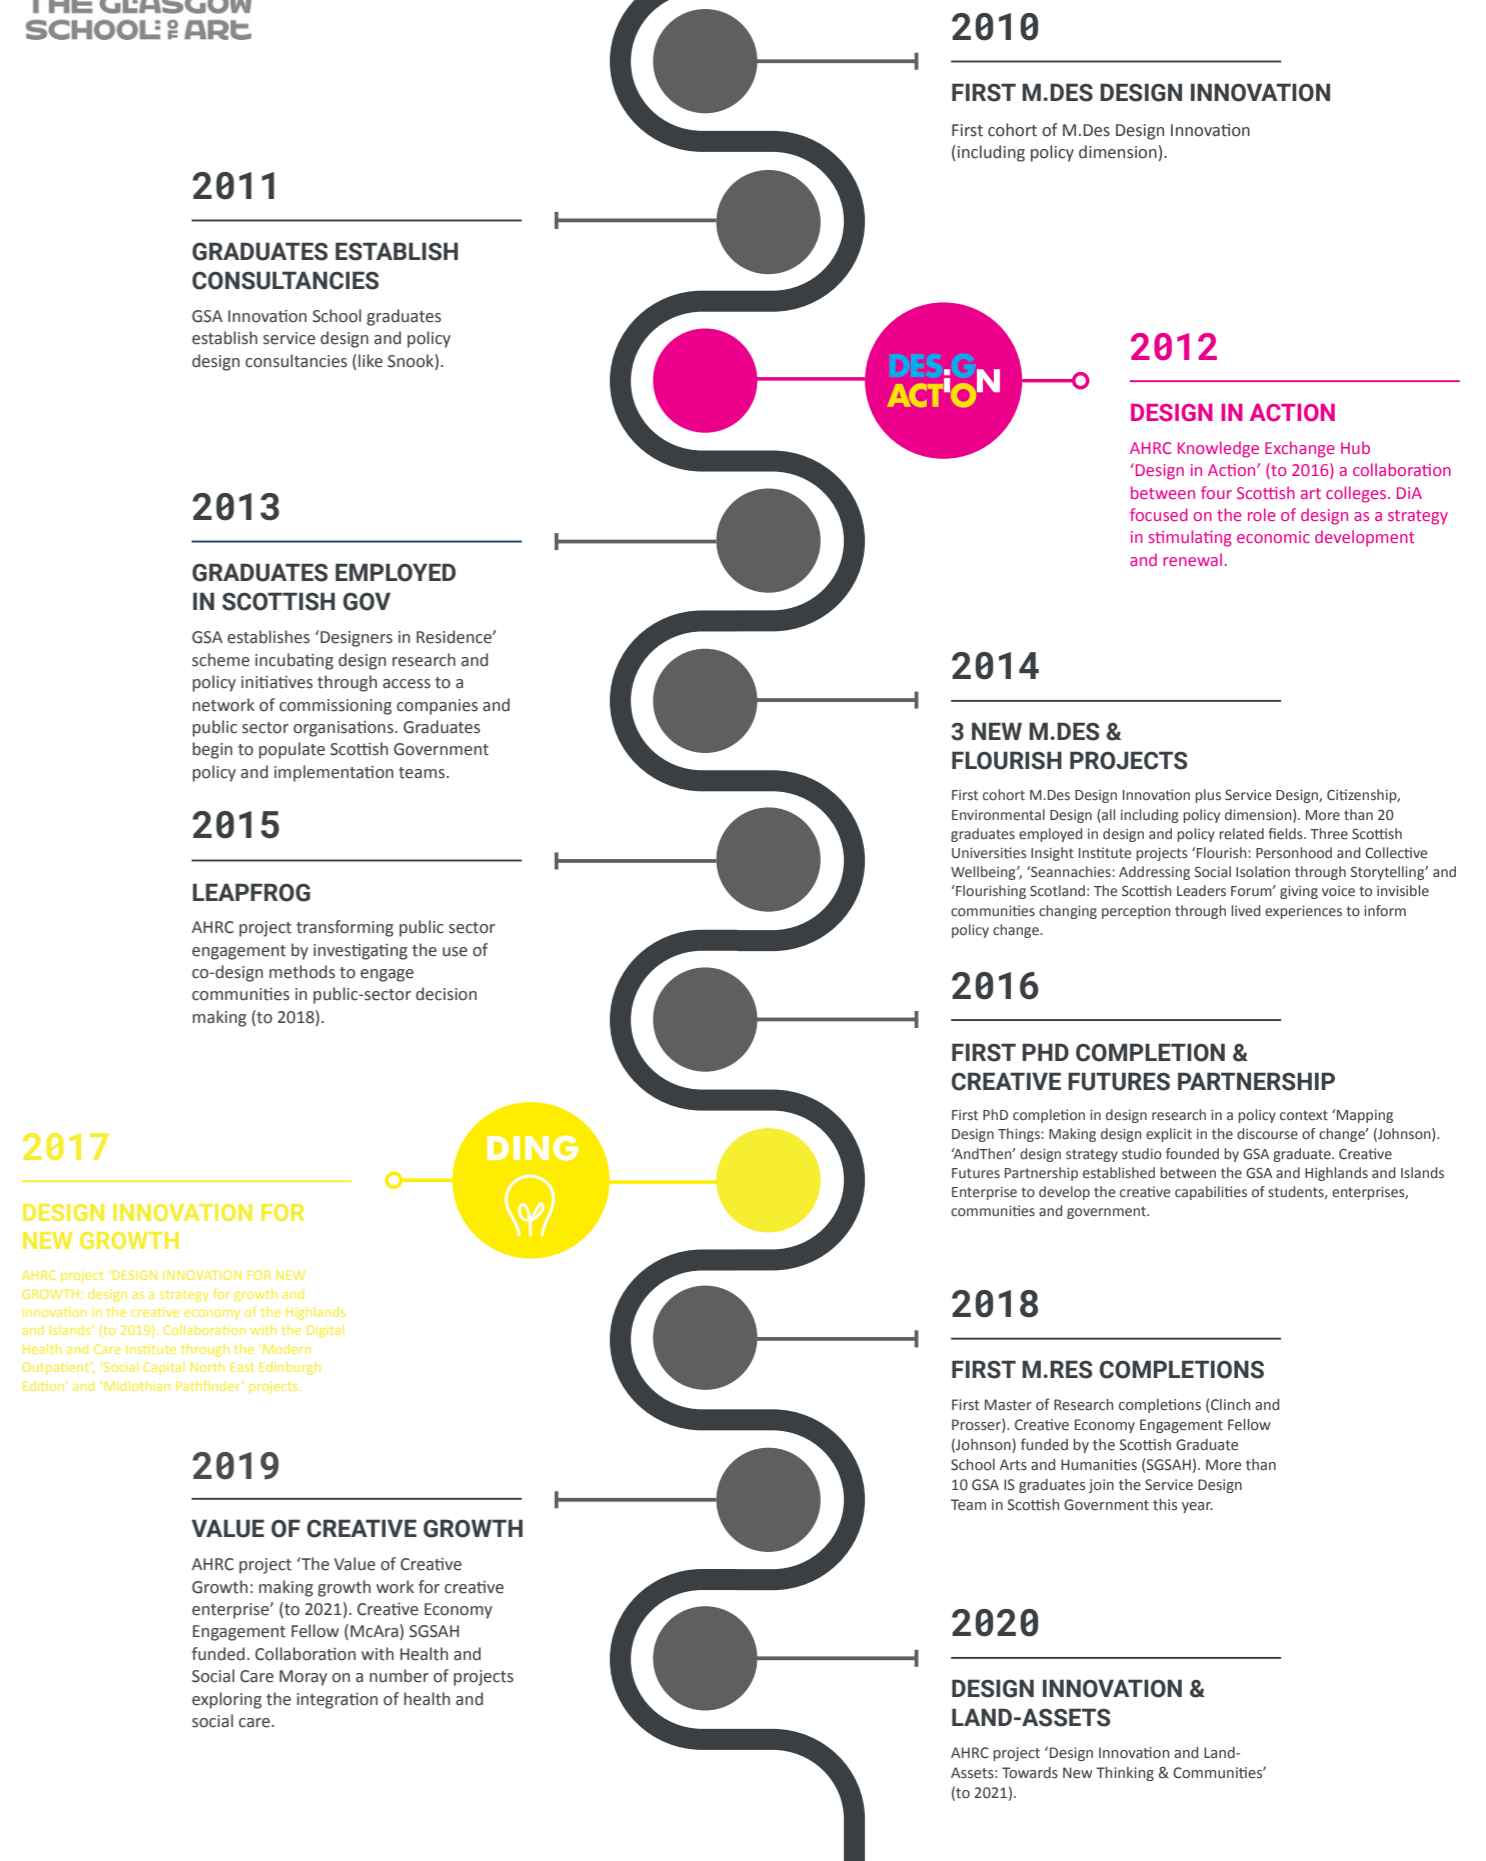 THE GLASGOW
SCHOOL OF ART
2010
FIRST M.DES DESIGN INNOVATION
First cohort of M.Des Design Innovation
(including policy dimension).
2011
GRADUATES ESTABLISH
CONSULTANCIES
GSA Innovation School graduates
establish service design and policy
design consultancies (like Snook).
DESiGN
ACTiON
2012
DESIGN IN ACTION
AHRC Knowledge Exchange Hub
‘Design in Action’ (to 2016) a collaboration
between four Scottish art colleges. DiA
focused on the role of design as a strategy
in stimulating economic development
and renewal.
2013
GRADUATES EMPLOYED
IN SCOTTISH GOV
GSA establishes ‘Designers in Residence’
scheme incubating design research and
policy initiatives through access to a
network of commissioning companies and
public sector organisations. Graduates
begin to populate Scottish Government
policy and implementation teams.
2014
3 NEW M.DES &
FLOURISH PROJECTS
First cohort M.Des Design Innovation plus Service Design, Citizenship,
Environmental Design (all including policy dimension). More than 20
graduates employed in design and policy related fields. Three Scottish
Universities Insight Institute projects ‘Flourish: Personhood and Collective
Wellbeing’, ‘Seannachies: Addressing Social Isolation through Storytelling’ and
‘Flourishing Scotland: The Scottish Leaders Forum’ giving voice to invisible
communities changing perception through lived experiences to inform
policy change.
2015
LEAPFROG
AHRC project transforming public sector
engagement by investigating the use of
co-design methods to engage
communities in public-sector decision
making (to 2018).
2016
FIRST PHD COMPLETION &
CREATIVE FUTURES PARTNERSHIP
First PhD completion in design research in a policy context ‘Mapping
Design Things: Making design explicit in the discourse of change’ (Johnson).
‘AndThen’ design strategy studio founded by GSA graduate. Creative
Futures Partnership established between the GSA and Highlands and Islands
Enterprise to develop the creative capabilities of students, enterprises,
communities and government.
2017
DESIGN INNOVATION FOR
NEW GROWTH
AHRC project ‘DESIGN INNOVATION FOR NEW
GROWTH: design as a strategy for growth and
innovation in the creative economy of the Highlands
and Islands’ (to 2019). Collaboration with the Digital
Health and Care Institute through the ‘Modern
Outpatient’, ‘Social Capital North East Edinburgh
Edition’ and ‘Midlothian Pathfinder’ projects.
DING
2018
FIRST M.RES COMPLETIONS
First Master of Research completions (Clinch and
Prosser). Creative Economy Engagement Fellow
(Johnson) funded by the Scottish Graduate
School Arts and Humanities (SGSAH). More than
10 GSA IS graduates join the Service Design
Team in Scottish Government this year.
2019
VALUE OF CREATIVE GROWTH
AHRC project ‘The Value of Creative
Growth: making growth work for creative
enterprise’ (to 2021). Creative Economy
Engagement Fellow (McAra) SGSAH
funded. Collaboration with Health and
Social Care Moray on a number of projects
exploring the integration of health and
social care.
2020
DESIGN INNOVATION &
LAND-ASSETS
AHRC project ‘Design Innovation and Land-
Assets: Towards New Thinking & Communities’
(to 2021).